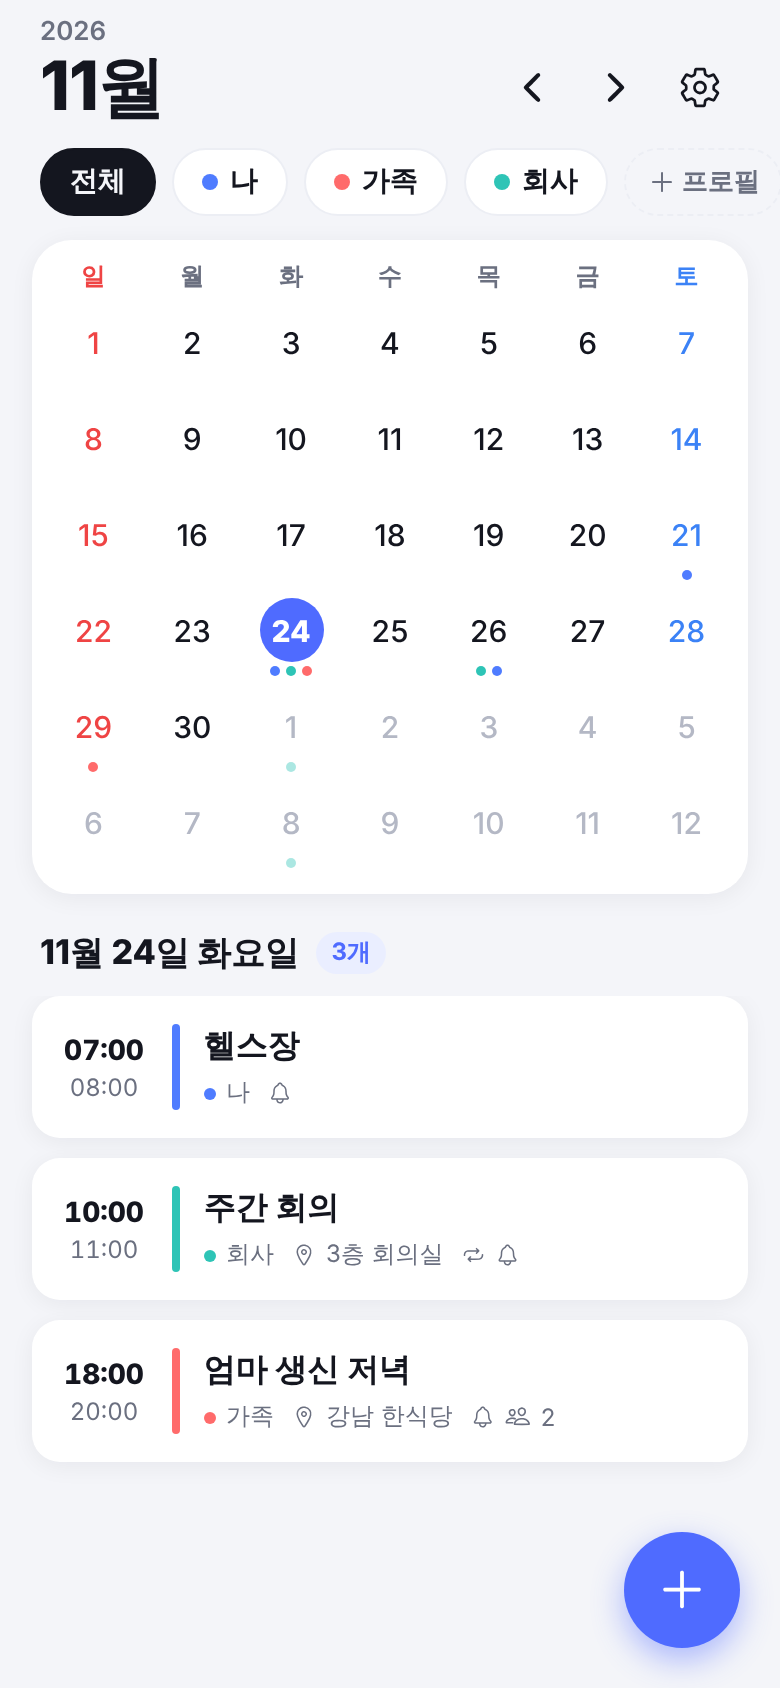 2026
11월
전체 나 가족 회사 + 프로필
일 월 화 수 목 금 토
1 2 3 4 5 6 7
8 9 10 11 12 13 14
15 16 17 18 19 20 21
22 23 24 25 26 27 28
29 30 1 2 3 4 5
6 7 8 9 10 11 12
11월 24일 화요일 3개
07:00 헬스장
08:00 나
10:00 주간 회의
11:00 회사 3층 회의실
18:00 엄마 생신 저녁
20:00 가족 강남 한식당 2